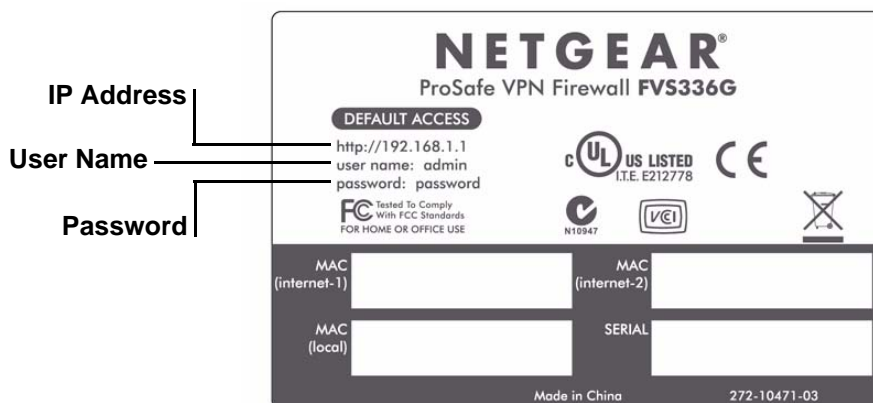 IP Address
User Name
Password
NETGEAR®
ProSafe VPN Firewall FVS336G
DEFAULT ACCESS
http://192.168.1.1
user name: admin
password: password
FC Tested To Comply
With FCC Standards
FOR HOME OR OFFICE USE
C UL US LISTED
I.T.E. E212778
CE
N10947
VCI
MAC
(internet-1)
MAC
(internet-2)
MAC
(local)
SERIAL
Made in China
272-10471-03